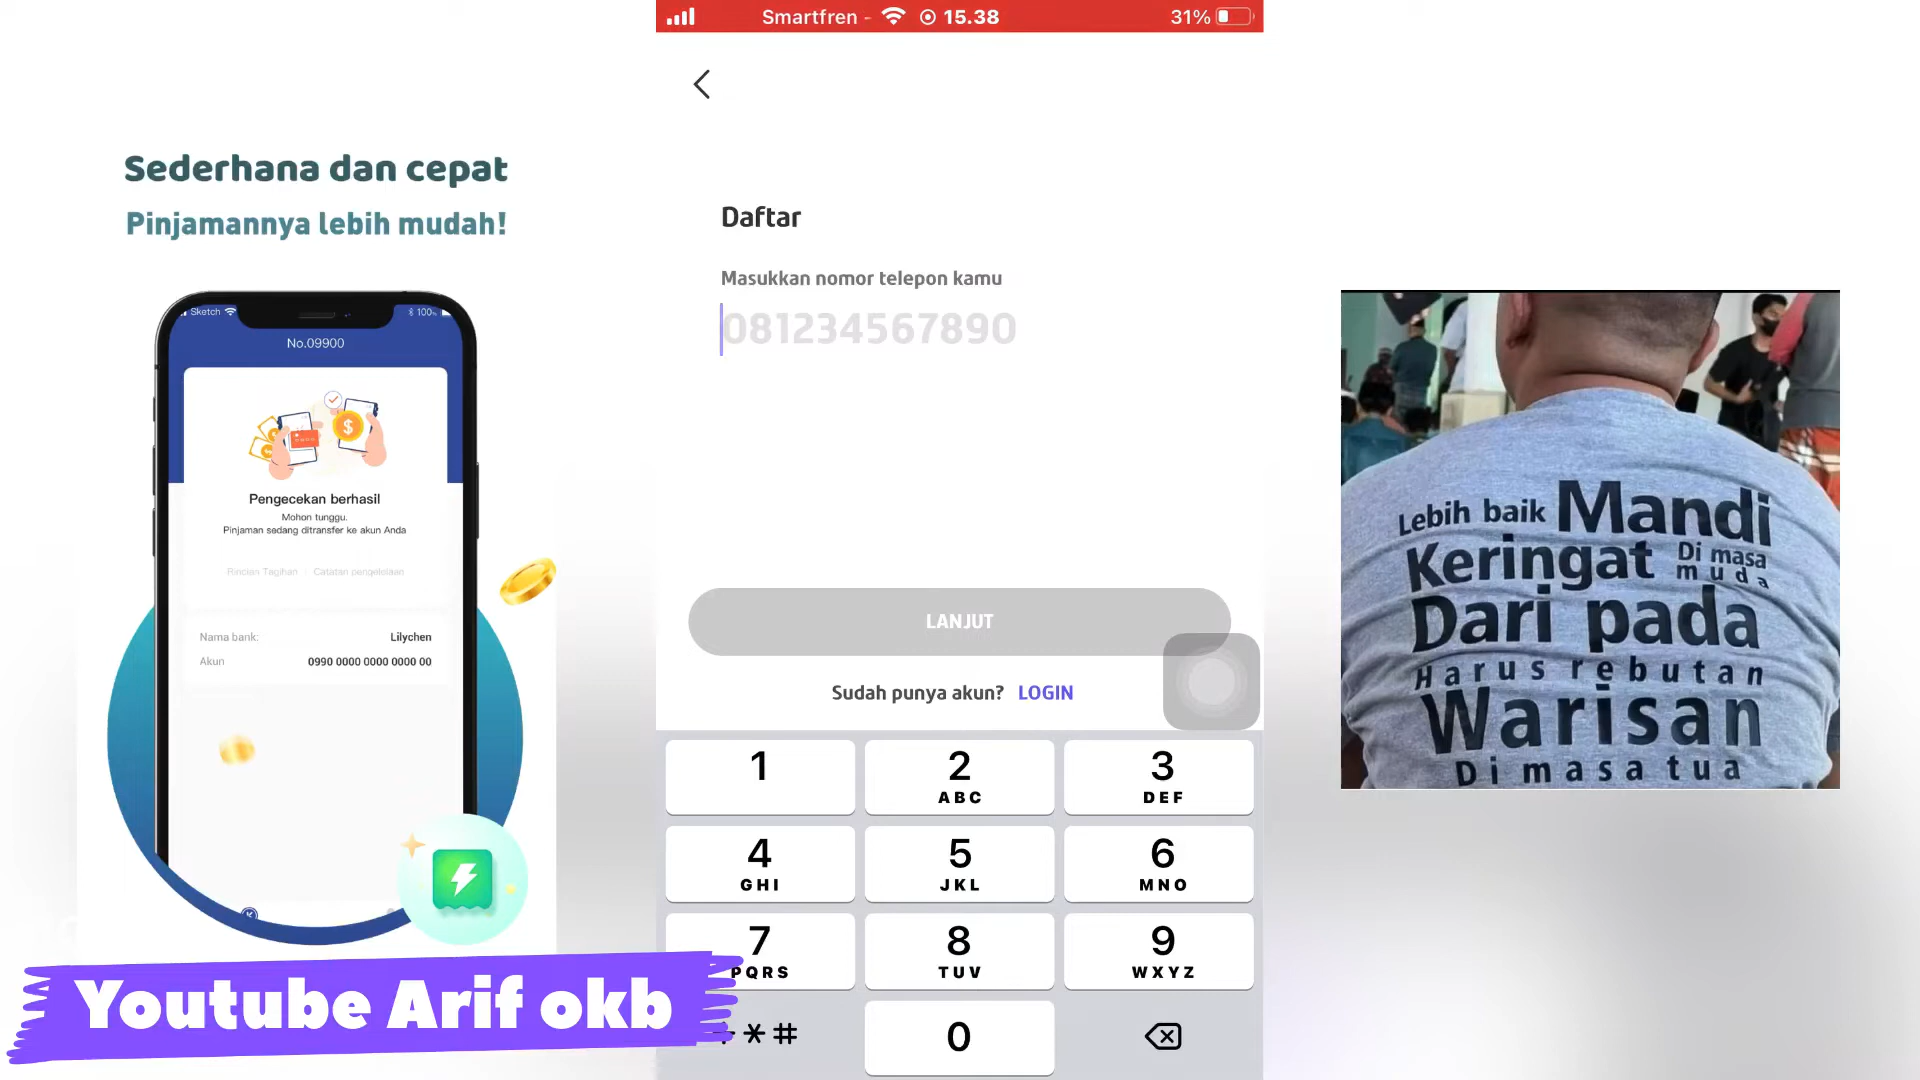 Sederhana dan cepat
Pinjamannya lebih mudah!
Sketch
100%
No.09900
Pengecekan berhasil
Mohon tunggu.
Pinjaman sedang ditransfer ke akun Anda
Rincian Tagihan | Catatan pengelolaan
Nama bank: Lilychen
Akun 0990 0000 0000 0000 00
Youtube Arif okb
Smartfren 15.38 31%
Daftar
Masukkan nomor telepon kamu
081234567890
LANJUT
Sudah punya akun? LOGIN
1
2 ABC
3 DEF
4 GHI
5 JKL
6 MNO
7 PQRS
8 TUV
9 WXYZ
+ * #
0
Lebih baik Mandi
Keringat Di masa muda
Dari pada
Harus rebutan
Warisan
Di masa tua